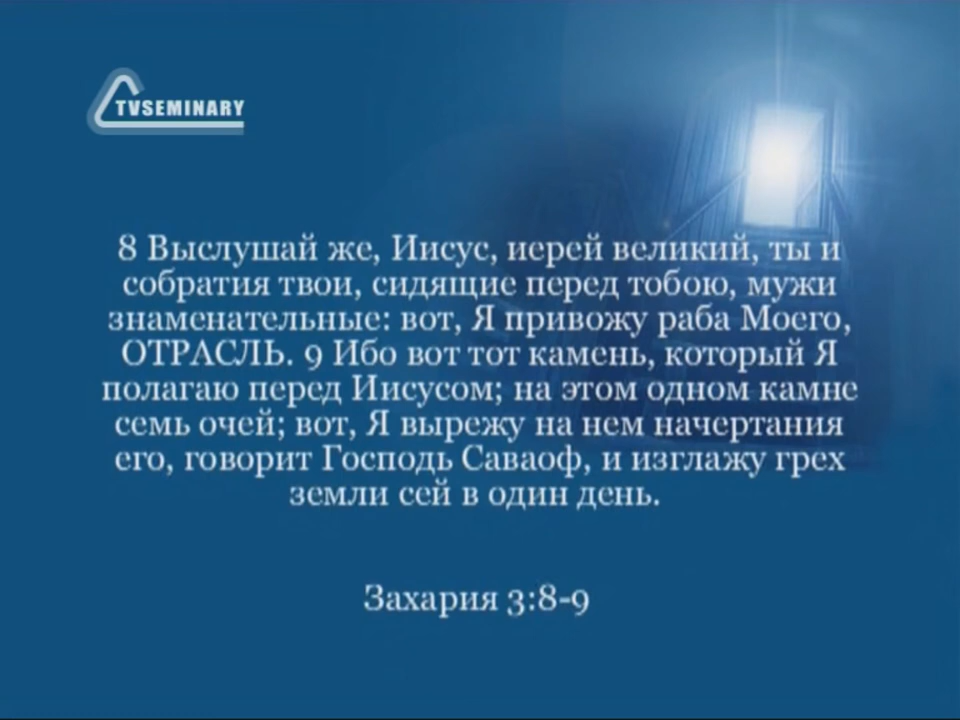 TVSEMINARY
8 Выслушай же, Иисус, иерей великий, ты и
собратия твои, сидящие перед тобою, мужи
знаменательные: вот, Я привожу раба Моего,
ОТРАСЛЬ. 9 Ибо вот тот камень, который Я
полагаю перед Иисусом; на этом одном камне
семь очей; вот, Я вырежу на нем начертания
его, говорит Господь Саваоф, и изглажу грех
земли сей в один день.
Захария 3:8-9